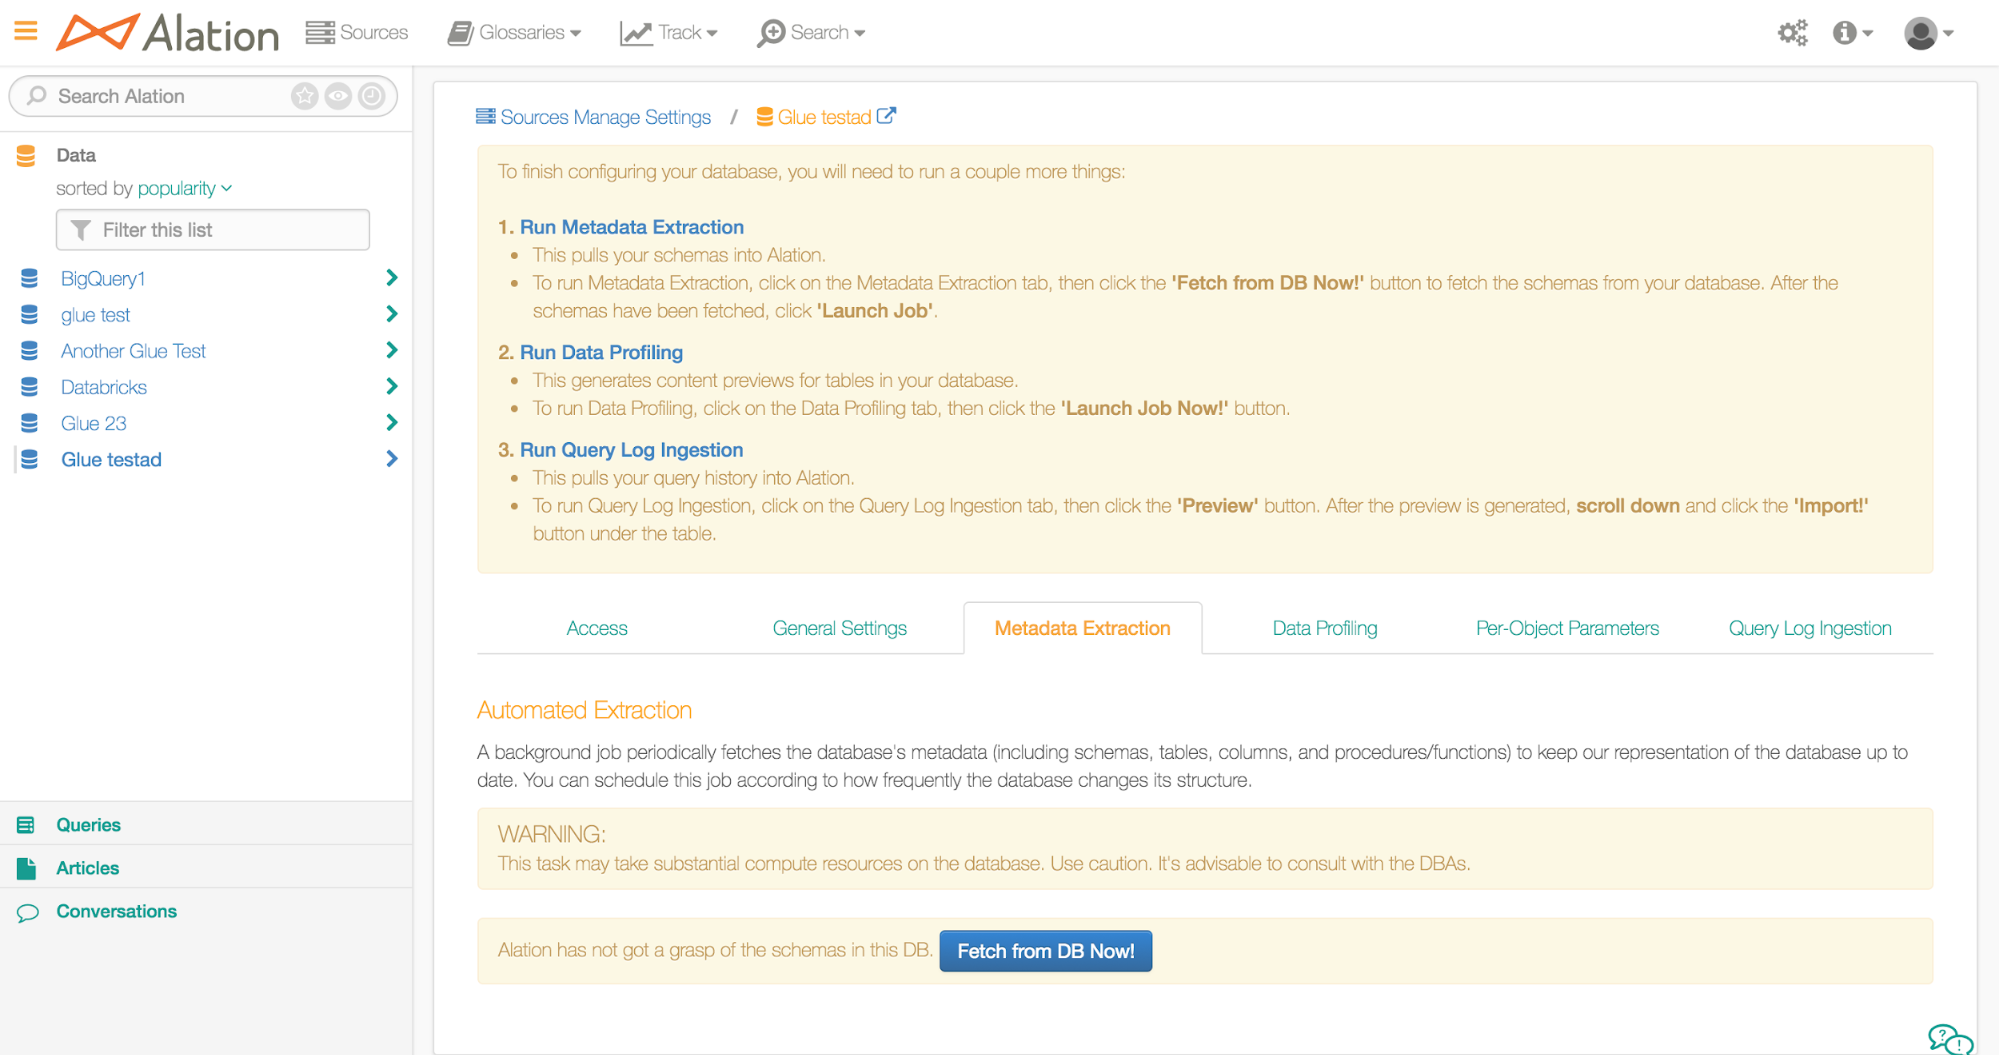 Alation
Sources
Glossaries
Track
Search
Search Alation
Data
sorted by popularity
Filter this list
BigQuery1
glue test
Another Glue Test
Databricks
Glue 23
Glue testad
Queries
Articles
Conversations
Sources Manage Settings / Glue testad
To finish configuring your database, you will need to run a couple more things:
1. Run Metadata Extraction
• This pulls your schemas into Alation.
• To run Metadata Extraction, click on the Metadata Extraction tab, then click the 'Fetch from DB Now!' button to fetch the schemas from your database. After the
schemas have been fetched, click 'Launch Job'.
2. Run Data Profiling
• This generates content previews for tables in your database.
• To run Data Profiling, click on the Data Profiling tab, then click the 'Launch Job Now!' button.
3. Run Query Log Ingestion
• This pulls your query history into Alation.
• To run Query Log Ingestion, click on the Query Log Ingestion tab, then click the 'Preview' button. After the preview is generated, scroll down and click the 'Import!'
button under the table.
Access
General Settings
Metadata Extraction
Data Profiling
Per-Object Parameters
Query Log Ingestion
Automated Extraction
A background job periodically fetches the database's metadata (including schemas, tables, columns, and procedures/functions) to keep our representation of the database up to
date. You can schedule this job according to how frequently the database changes its structure.
WARNING:
This task may take substantial compute resources on the database. Use caution. It's advisable to consult with the DBAs.
Alation has not got a grasp of the schemas in this DB. Fetch from DB Now!